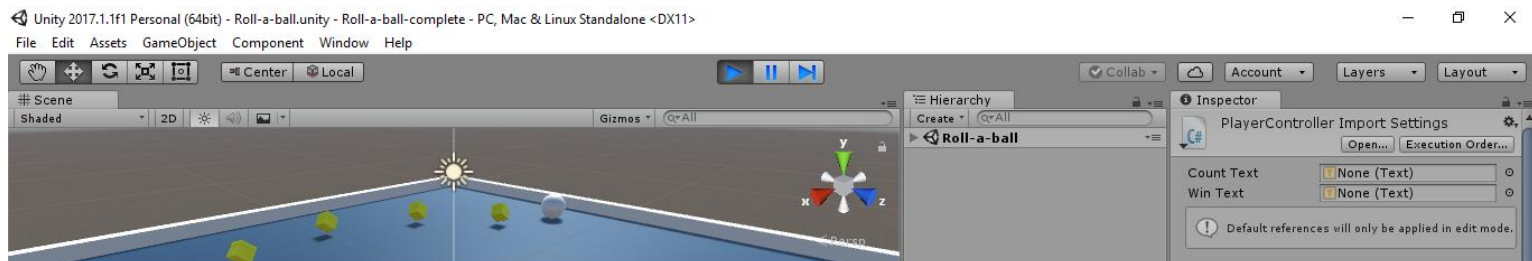 Unity 2017.1.1f1 Personal (64bit) - Roll-a-ball.unity - Roll-a-ball-complete - PC, Mac & Linux Standalone <DX11>
File Edit Assets GameObject Component Window Help
Center Local Collab Account Layers Layout
# Scene Hierarchy Inspector
Shaded 2D Gizmos All Create All PlayerController Import Settings
Roll-a-ball C# Open... Execution Order...
y
x z
Count Text None (Text)
Win Text None (Text)
Persp
Default references will only be applied in edit mode.